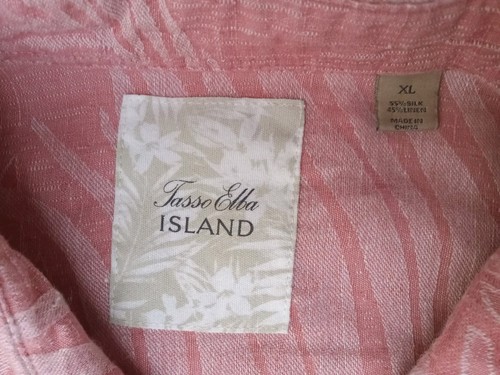 Tasso Elba
ISLAND
XL
55% SILK
45% LINEN
MADE IN
CHINA